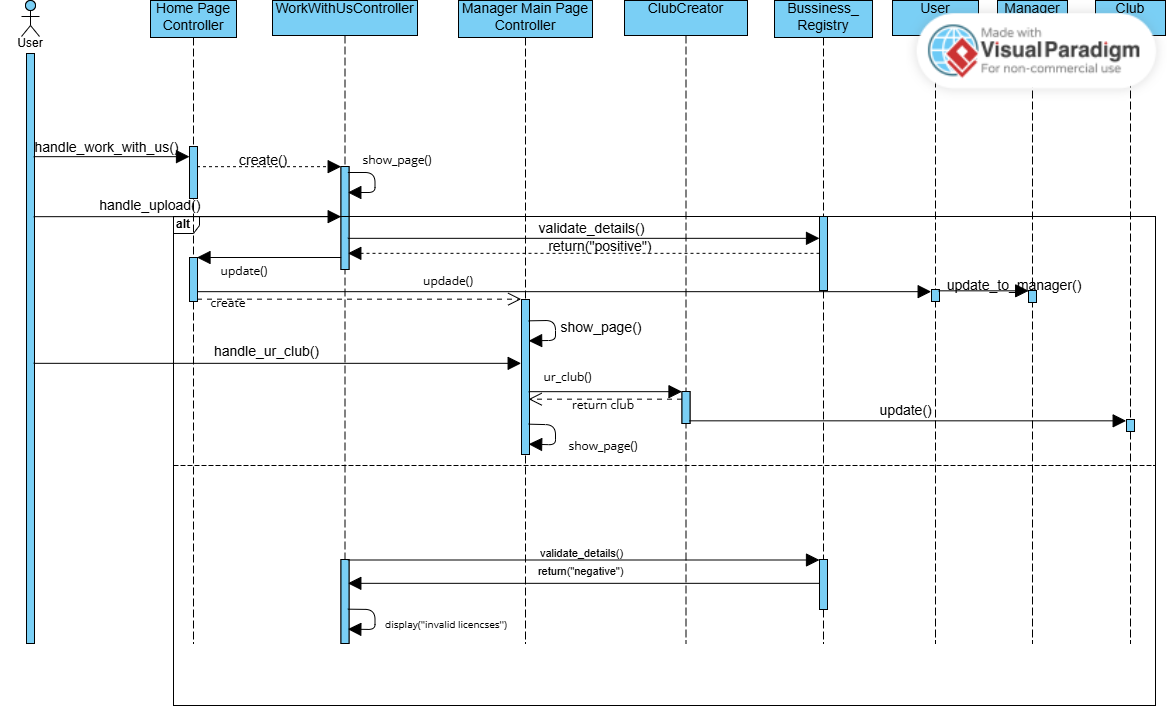 User
Home Page
Controller
WorkWithUsController
Manager Main Page
Controller
ClubCreator
Bussiness_
Registry
User
Manager
Club
Made with
VisualParadigm
For non-commercial use
handle_work_with_us()
create()
show_page()
handle_upload()
alt
validate_details()
return("positive")
update()
updade()
update_to_manager()
create
show_page()
handle_ur_club()
ur_club()
return club
update()
show_page()
validate_details()
return("negative")
display("invalid licencses")